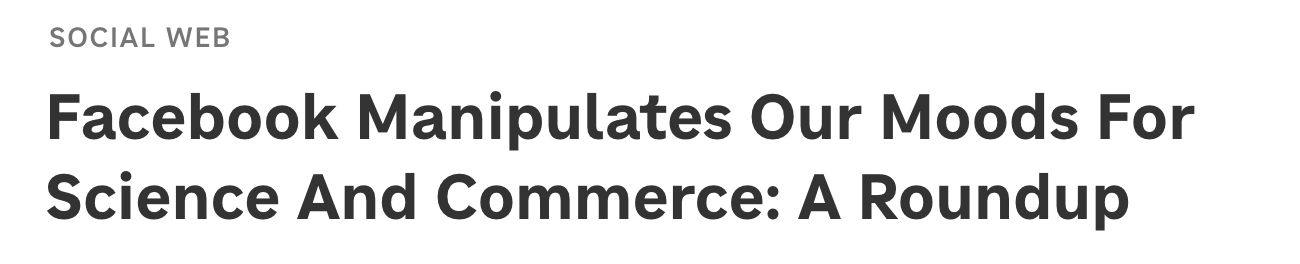 SOCIAL WEB
Facebook Manipulates Our Moods For
Science And Commerce: A Roundup